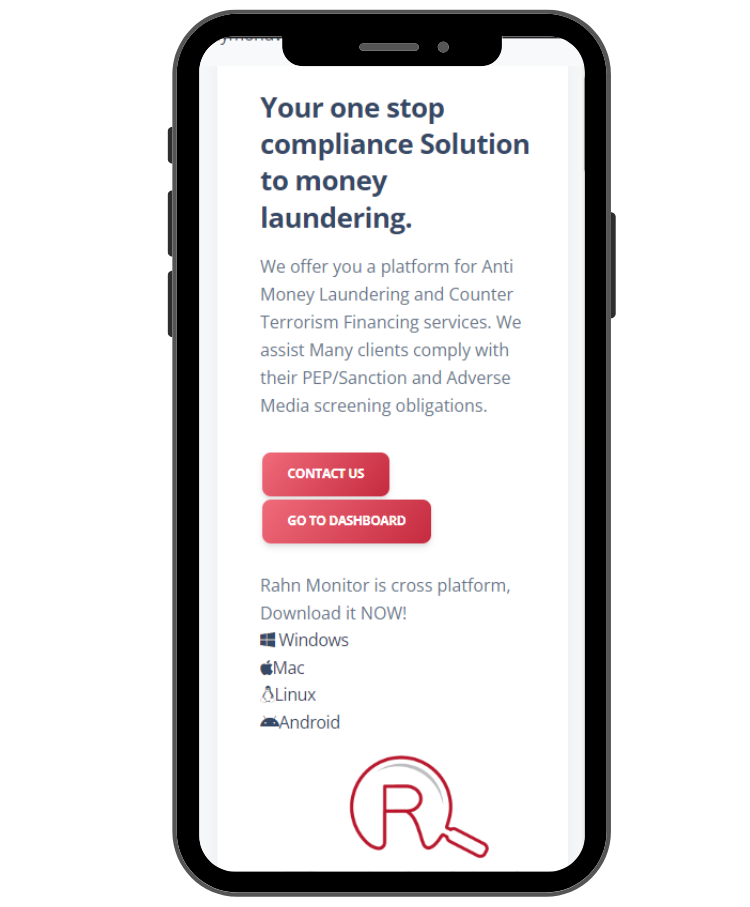 Your one stop
compliance Solution
to money
laundering.
We offer you a platform for Anti
Money Laundering and Counter
Terrorism Financing services. We
assist Many clients comply with
their PEP/Sanction and Adverse
Media screening obligations.
CONTACT US
GO TO DASHBOARD
Rahn Monitor is cross platform,
Download it NOW!
Windows
Mac
Linux
Android
R